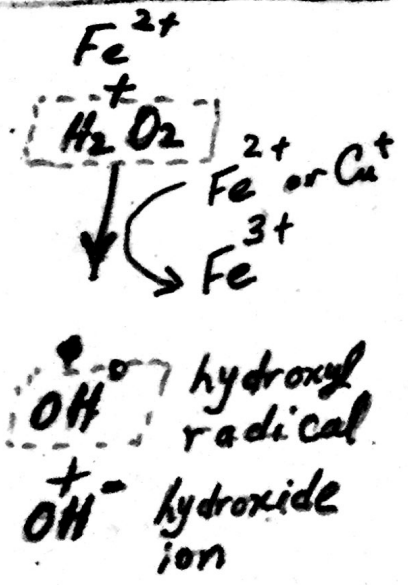 Fe²⁺
+
H₂O₂
Fe²⁺ or Cu⁺
Fe³⁺
OH° hydroxyl
radical
+
OH⁻ hydroxide
ion